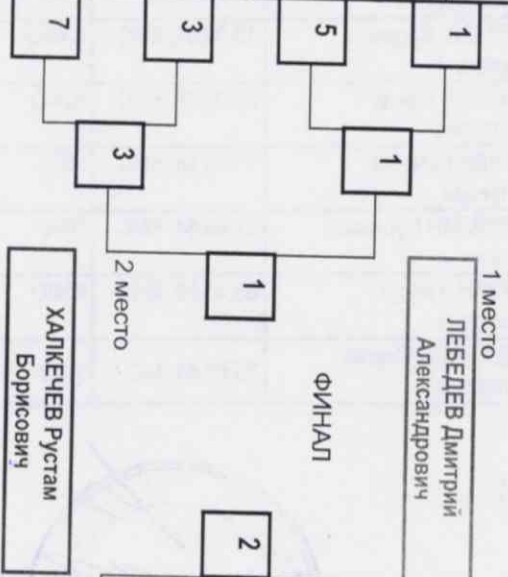 1 место
1
ЛЕБЕДЕВ Дмитрий
Александрович
1
5
ФИНАЛ
1
2
3
3
2 место
7
ХАЛКЕЧЕВ Рустам
Борисович